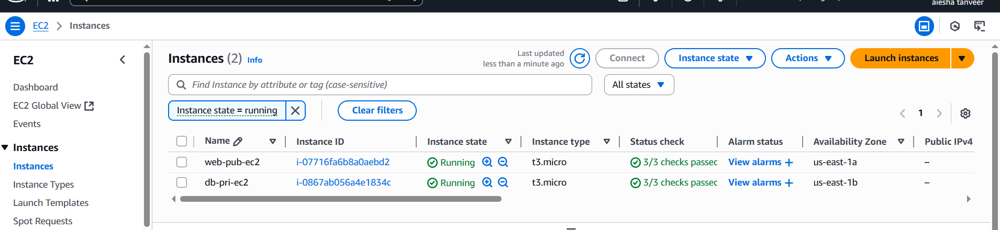 aiesha tanveer
EC2 > Instances
EC2
Dashboard
EC2 Global View
Events
Instances
Instances
Instance Types
Launch Templates
Spot Requests
Instances (2) Info
Last updated
less than a minute ago
Connect
Instance state
Actions
Launch instances
Find Instance by attribute or tag (case-sensitive)
All states
Instance state = running
Clear filters
1
Name Instance ID Instance state Instance type Status check Alarm status Availability Zone Public IPv4
web-pub-ec2 i-07716fa6b8a0aebd2 Running t3.micro 3/3 checks passec View alarms + us-east-1a –
db-pri-ec2 i-0867ab056a4e1834c Running t3.micro 3/3 checks passec View alarms + us-east-1b –